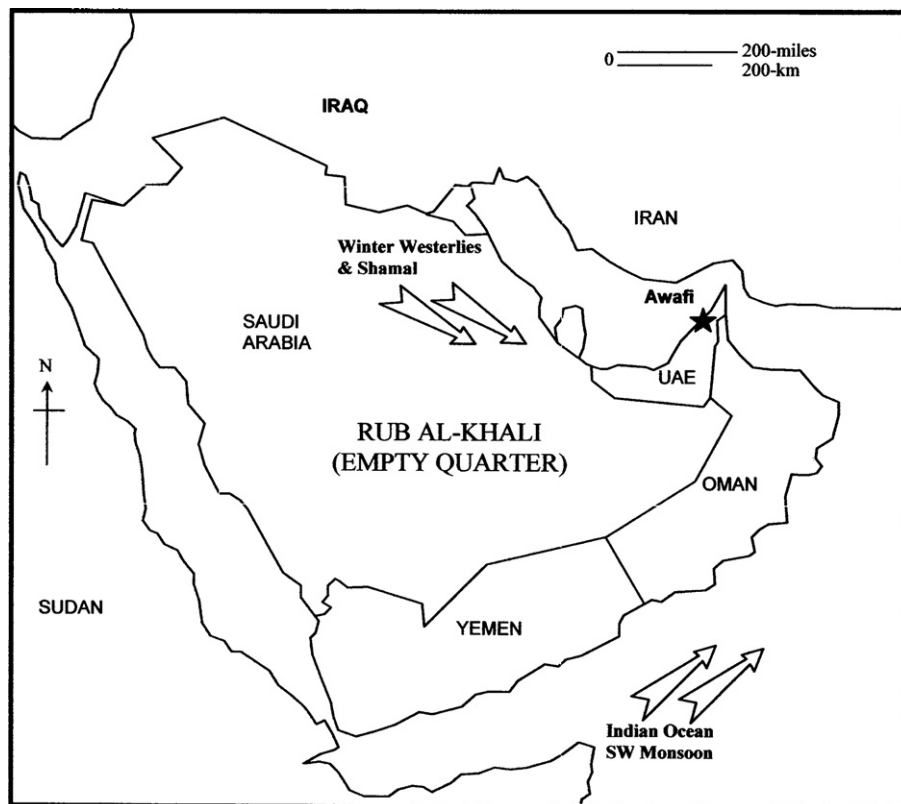 0
200-miles
200-km
IRAQ
IRAN
Winter Westerlies
& Shamal
Awafi
SAUDI
ARABIA
N
UAE
RUB AL-KHALI
(EMPTY QUARTER)
OMAN
SUDAN
YEMEN
Indian Ocean
SW Monsoon